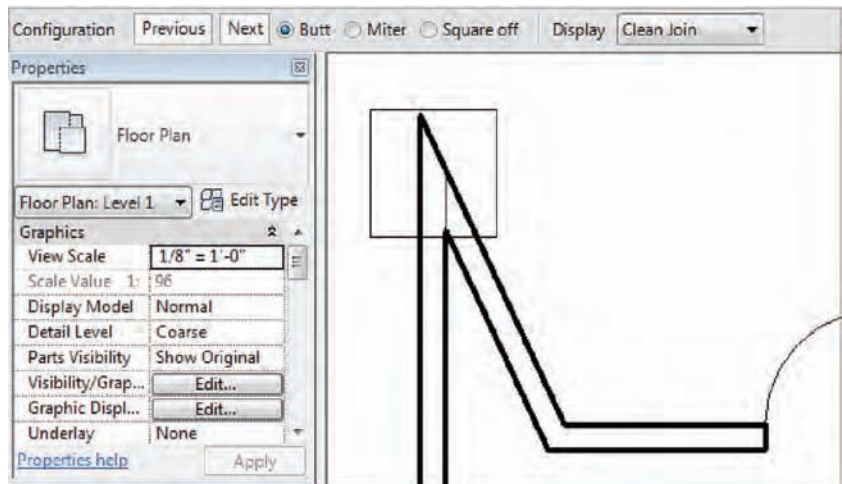 Configuration Previous Next Butt Miter Square off Display Clean Join
Properties
Floor Plan
Floor Plan: Level 1 Edit Type
Graphics
View Scale 1/8" = 1'-0"
Scale Value 1: 96
Display Model Normal
Detail Level Coarse
Parts Visibility Show Original
Visibility/Grap... Edit...
Graphic Displ... Edit...
Underlay None
Properties help Apply